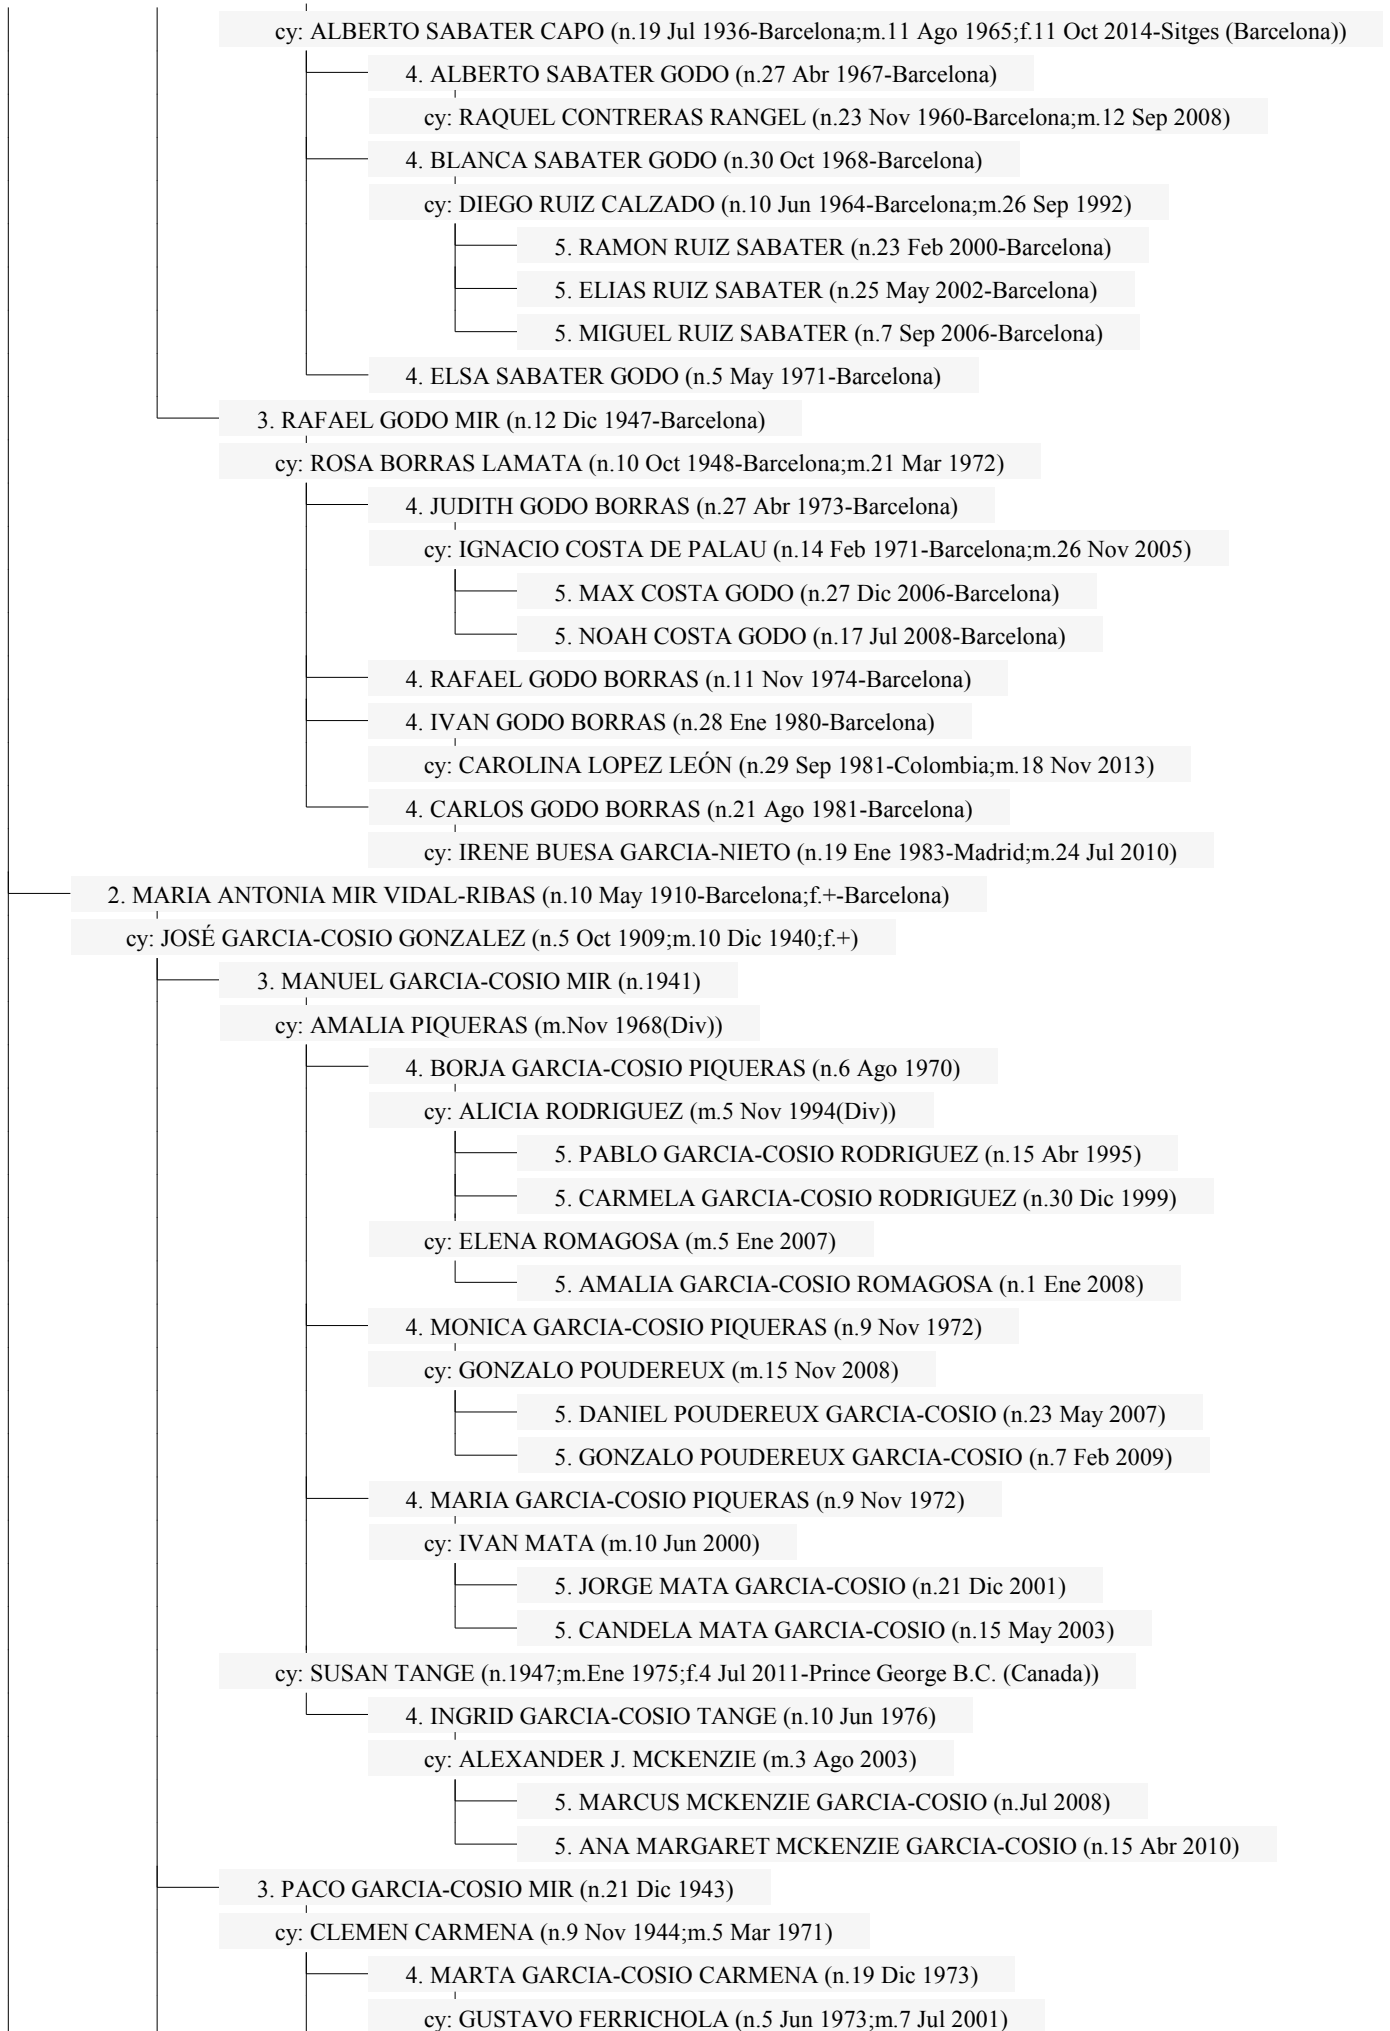 cy: ALBERTO SABATER CAPO (n.19 Jul 1936-Barcelona;m.11 Ago 1965;f.11 Oct 2014-Sitges (Barcelona))
4. ALBERTO SABATER GODO (n.27 Abr 1967-Barcelona)
cy: RAQUEL CONTRERAS RANGEL (n.23 Nov 1960-Barcelona;m.12 Sep 2008)
4. BLANCA SABATER GODO (n.30 Oct 1968-Barcelona)
cy: DIEGO RUIZ CALZADO (n.10 Jun 1964-Barcelona;m.26 Sep 1992)
5. RAMON RUIZ SABATER (n.23 Feb 2000-Barcelona)
5. ELIAS RUIZ SABATER (n.25 May 2002-Barcelona)
5. MIGUEL RUIZ SABATER (n.7 Sep 2006-Barcelona)
4. ELSA SABATER GODO (n.5 May 1971-Barcelona)
3. RAFAEL GODO MIR (n.12 Dic 1947-Barcelona)
cy: ROSA BORRAS LAMATA (n.10 Oct 1948-Barcelona;m.21 Mar 1972)
4. JUDITH GODO BORRAS (n.27 Abr 1973-Barcelona)
cy: IGNACIO COSTA DE PALAU (n.14 Feb 1971-Barcelona;m.26 Nov 2005)
5. MAX COSTA GODO (n.27 Dic 2006-Barcelona)
5. NOAH COSTA GODO (n.17 Jul 2008-Barcelona)
4. RAFAEL GODO BORRAS (n.11 Nov 1974-Barcelona)
4. IVAN GODO BORRAS (n.28 Ene 1980-Barcelona)
cy: CAROLINA LOPEZ LEÓN (n.29 Sep 1981-Colombia;m.18 Nov 2013)
4. CARLOS GODO BORRAS (n.21 Ago 1981-Barcelona)
cy: IRENE BUESA GARCIA-NIETO (n.19 Ene 1983-Madrid;m.24 Jul 2010)
2. MARIA ANTONIA MIR VIDAL-RIBAS (n.10 May 1910-Barcelona;f.+-Barcelona)
cy: JOSÉ GARCIA-COSIO GONZALEZ (n.5 Oct 1909;m.10 Dic 1940;f.+)
3. MANUEL GARCIA-COSIO MIR (n.1941)
cy: AMALIA PIQUERAS (m.Nov 1968(Div))
4. BORJA GARCIA-COSIO PIQUERAS (n.6 Ago 1970)
cy: ALICIA RODRIGUEZ (m.5 Nov 1994(Div))
5. PABLO GARCIA-COSIO RODRIGUEZ (n.15 Abr 1995)
5. CARMELA GARCIA-COSIO RODRIGUEZ (n.30 Dic 1999)
cy: ELENA ROMAGOSA (m.5 Ene 2007)
5. AMALIA GARCIA-COSIO ROMAGOSA (n.1 Ene 2008)
4. MONICA GARCIA-COSIO PIQUERAS (n.9 Nov 1972)
cy: GONZALO POUDEREUX (m.15 Nov 2008)
5. DANIEL POUDEREUX GARCIA-COSIO (n.23 May 2007)
5. GONZALO POUDEREUX GARCIA-COSIO (n.7 Feb 2009)
4. MARIA GARCIA-COSIO PIQUERAS (n.9 Nov 1972)
cy: IVAN MATA (m.10 Jun 2000)
5. JORGE MATA GARCIA-COSIO (n.21 Dic 2001)
5. CANDELA MATA GARCIA-COSIO (n.15 May 2003)
cy: SUSAN TANGE (n.1947;m.Ene 1975;f.4 Jul 2011-Prince George B.C. (Canada))
4. INGRID GARCIA-COSIO TANGE (n.10 Jun 1976)
cy: ALEXANDER J. MCKENZIE (m.3 Ago 2003)
5. MARCUS MCKENZIE GARCIA-COSIO (n.Jul 2008)
5. ANA MARGARET MCKENZIE GARCIA-COSIO (n.15 Abr 2010)
3. PACO GARCIA-COSIO MIR (n.21 Dic 1943)
cy: CLEMEN CARMENA (n.9 Nov 1944;m.5 Mar 1971)
4. MARTA GARCIA-COSIO CARMENA (n.19 Dic 1973)
cy: GUSTAVO FERRICHOLA (n.5 Jun 1973;m.7 Jul 2001)